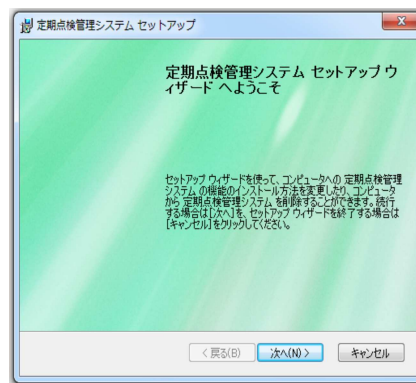 定期点検管理システム セットアップ
定期点検管理システム セットアップ ウ
ィザード へようこそ
セットアップ ウィザードを使って、コンピュータへの 定期点検管理
システム の機能のインストール方法を変更したり、コンピュータ
から 定期点検管理システム を削除することができます。続行
する場合は[次へ]を、セットアップ ウィザードを終了する場合は
[キャンセル]をクリックしてください。
< 戻る(B) 次へ(N) > キャンセル